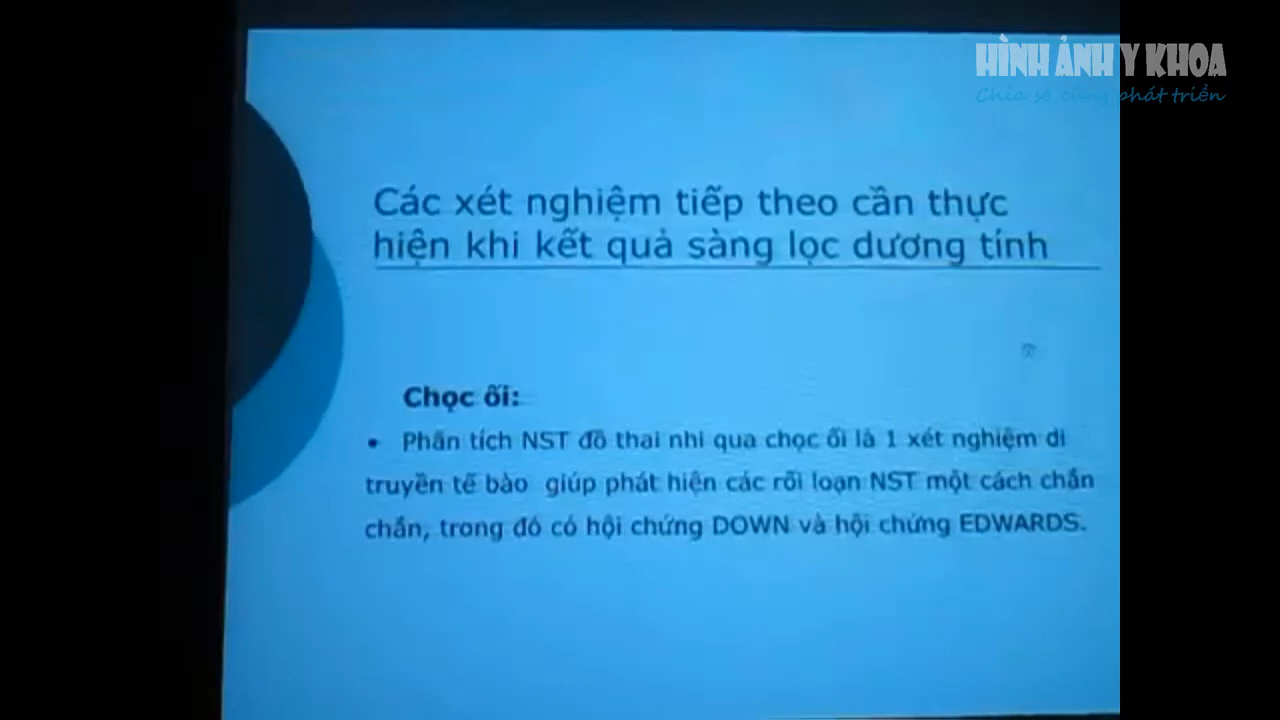 HÌNH ẢNH Y KHOA
Chia sẻ cùng phát triển
Các xét nghiệm tiếp theo cần thực
hiện khi kết quả sàng lọc dương tính
Chọc ối:
• Phân tích NST đồ thai nhi qua chọc ối là 1 xét nghiệm di
truyền tế bào giúp phát hiện các rối loạn NST một cách chắn
chắn, trong đó có hội chứng DOWN và hội chứng EDWARDS.